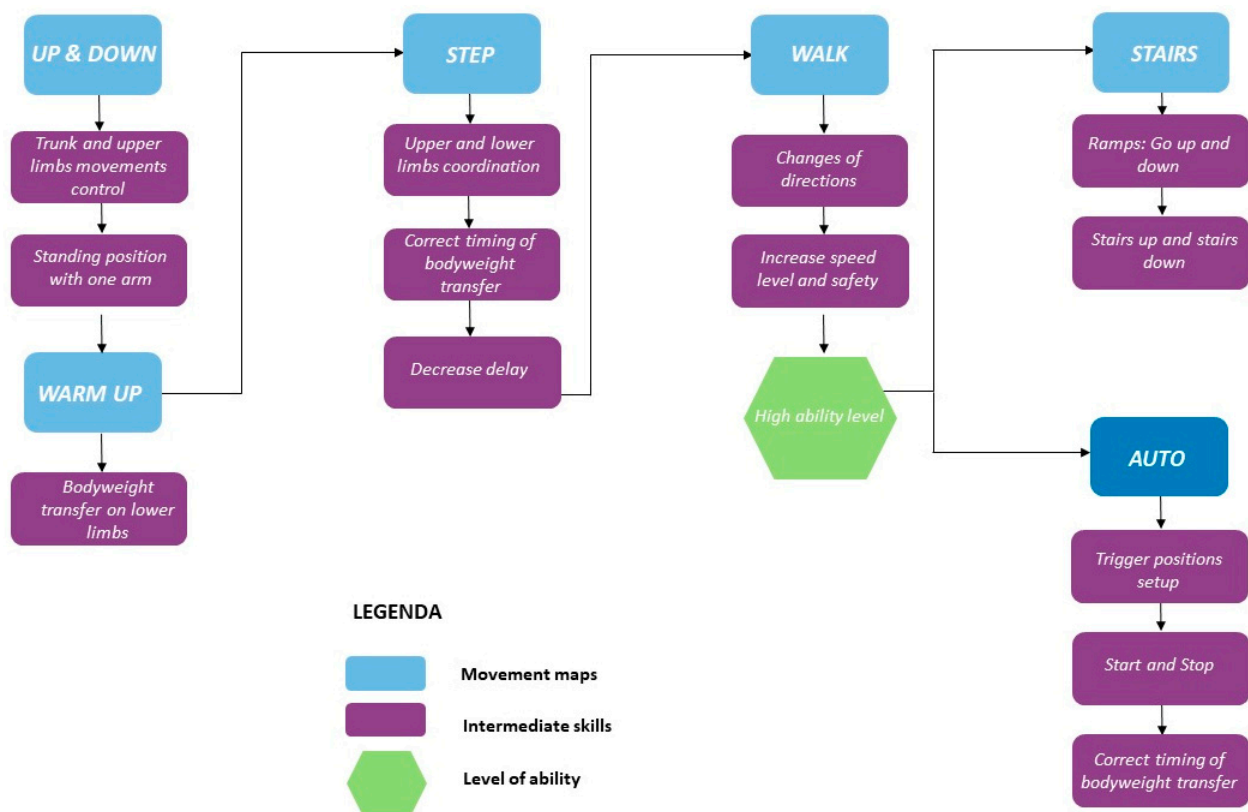 UP & DOWN
Trunk and upper
limbs movements
control
Standing position
with one arm
WARM UP
Bodyweight
transfer on lower
limbs
STEP
Upper and lower
limbs coordination
Correct timing of
bodyweight
transfer
Decrease delay
WALK
Changes of
directions
Increase speed
level and safety
High ability level
STAIRS
Ramps: Go up and
down
Stairs up and stairs
down
AUTO
Trigger positions
setup
Start and Stop
Correct timing of
bodyweight transfer
LEGENDA
Movement maps
Intermediate skills
Level of ability